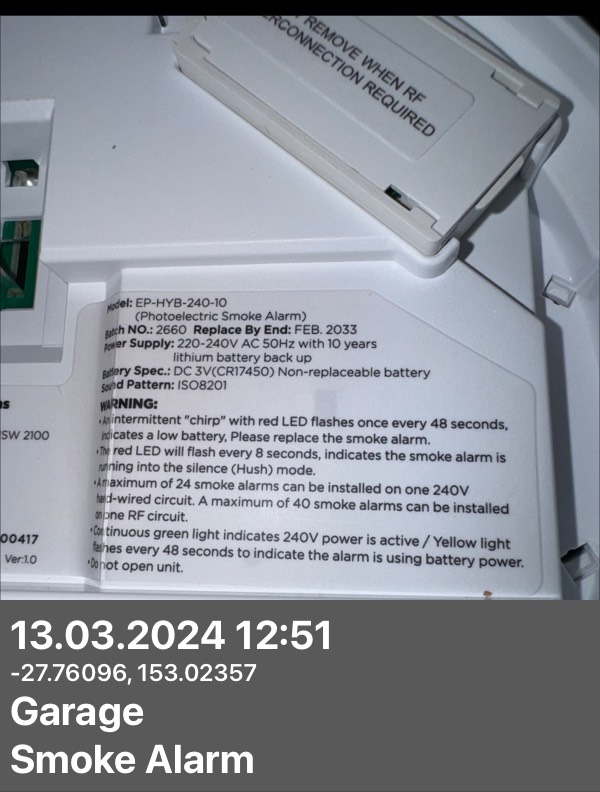 REMOVE WHEN RF
ERCONNECTION REQUIRED
Model: EP-HYB-240-10
(Photoelectric Smoke Alarm)
Batch NO.: 2660 Replace By End: FEB. 2033
Power Supply: 220-240V AC 50Hz with 10 years
lithium battery back up
Battery Spec.: DC 3V(CR17450) Non-replaceable battery
Sound Pattern: ISO8201
WARNING:
•An intermittent "chirp" with red LED flashes once every 48 seconds,
indicates a low battery, Please replace the smoke alarm.
•The red LED will flash every 8 seconds, indicates the smoke alarm is
running into the silence (Hush) mode.
•A maximum of 24 smoke alarms can be installed on one 240V
hard-wired circuit. A maximum of 40 smoke alarms can be installed
on one RF circuit.
•Continuous green light indicates 240V power is active / Yellow light
flashes every 48 seconds to indicate the alarm is using battery power.
•Do not open unit.
SW 2100
00417
Ver:1.0
13.03.2024 12:51
-27.76096, 153.02357
Garage
Smoke Alarm